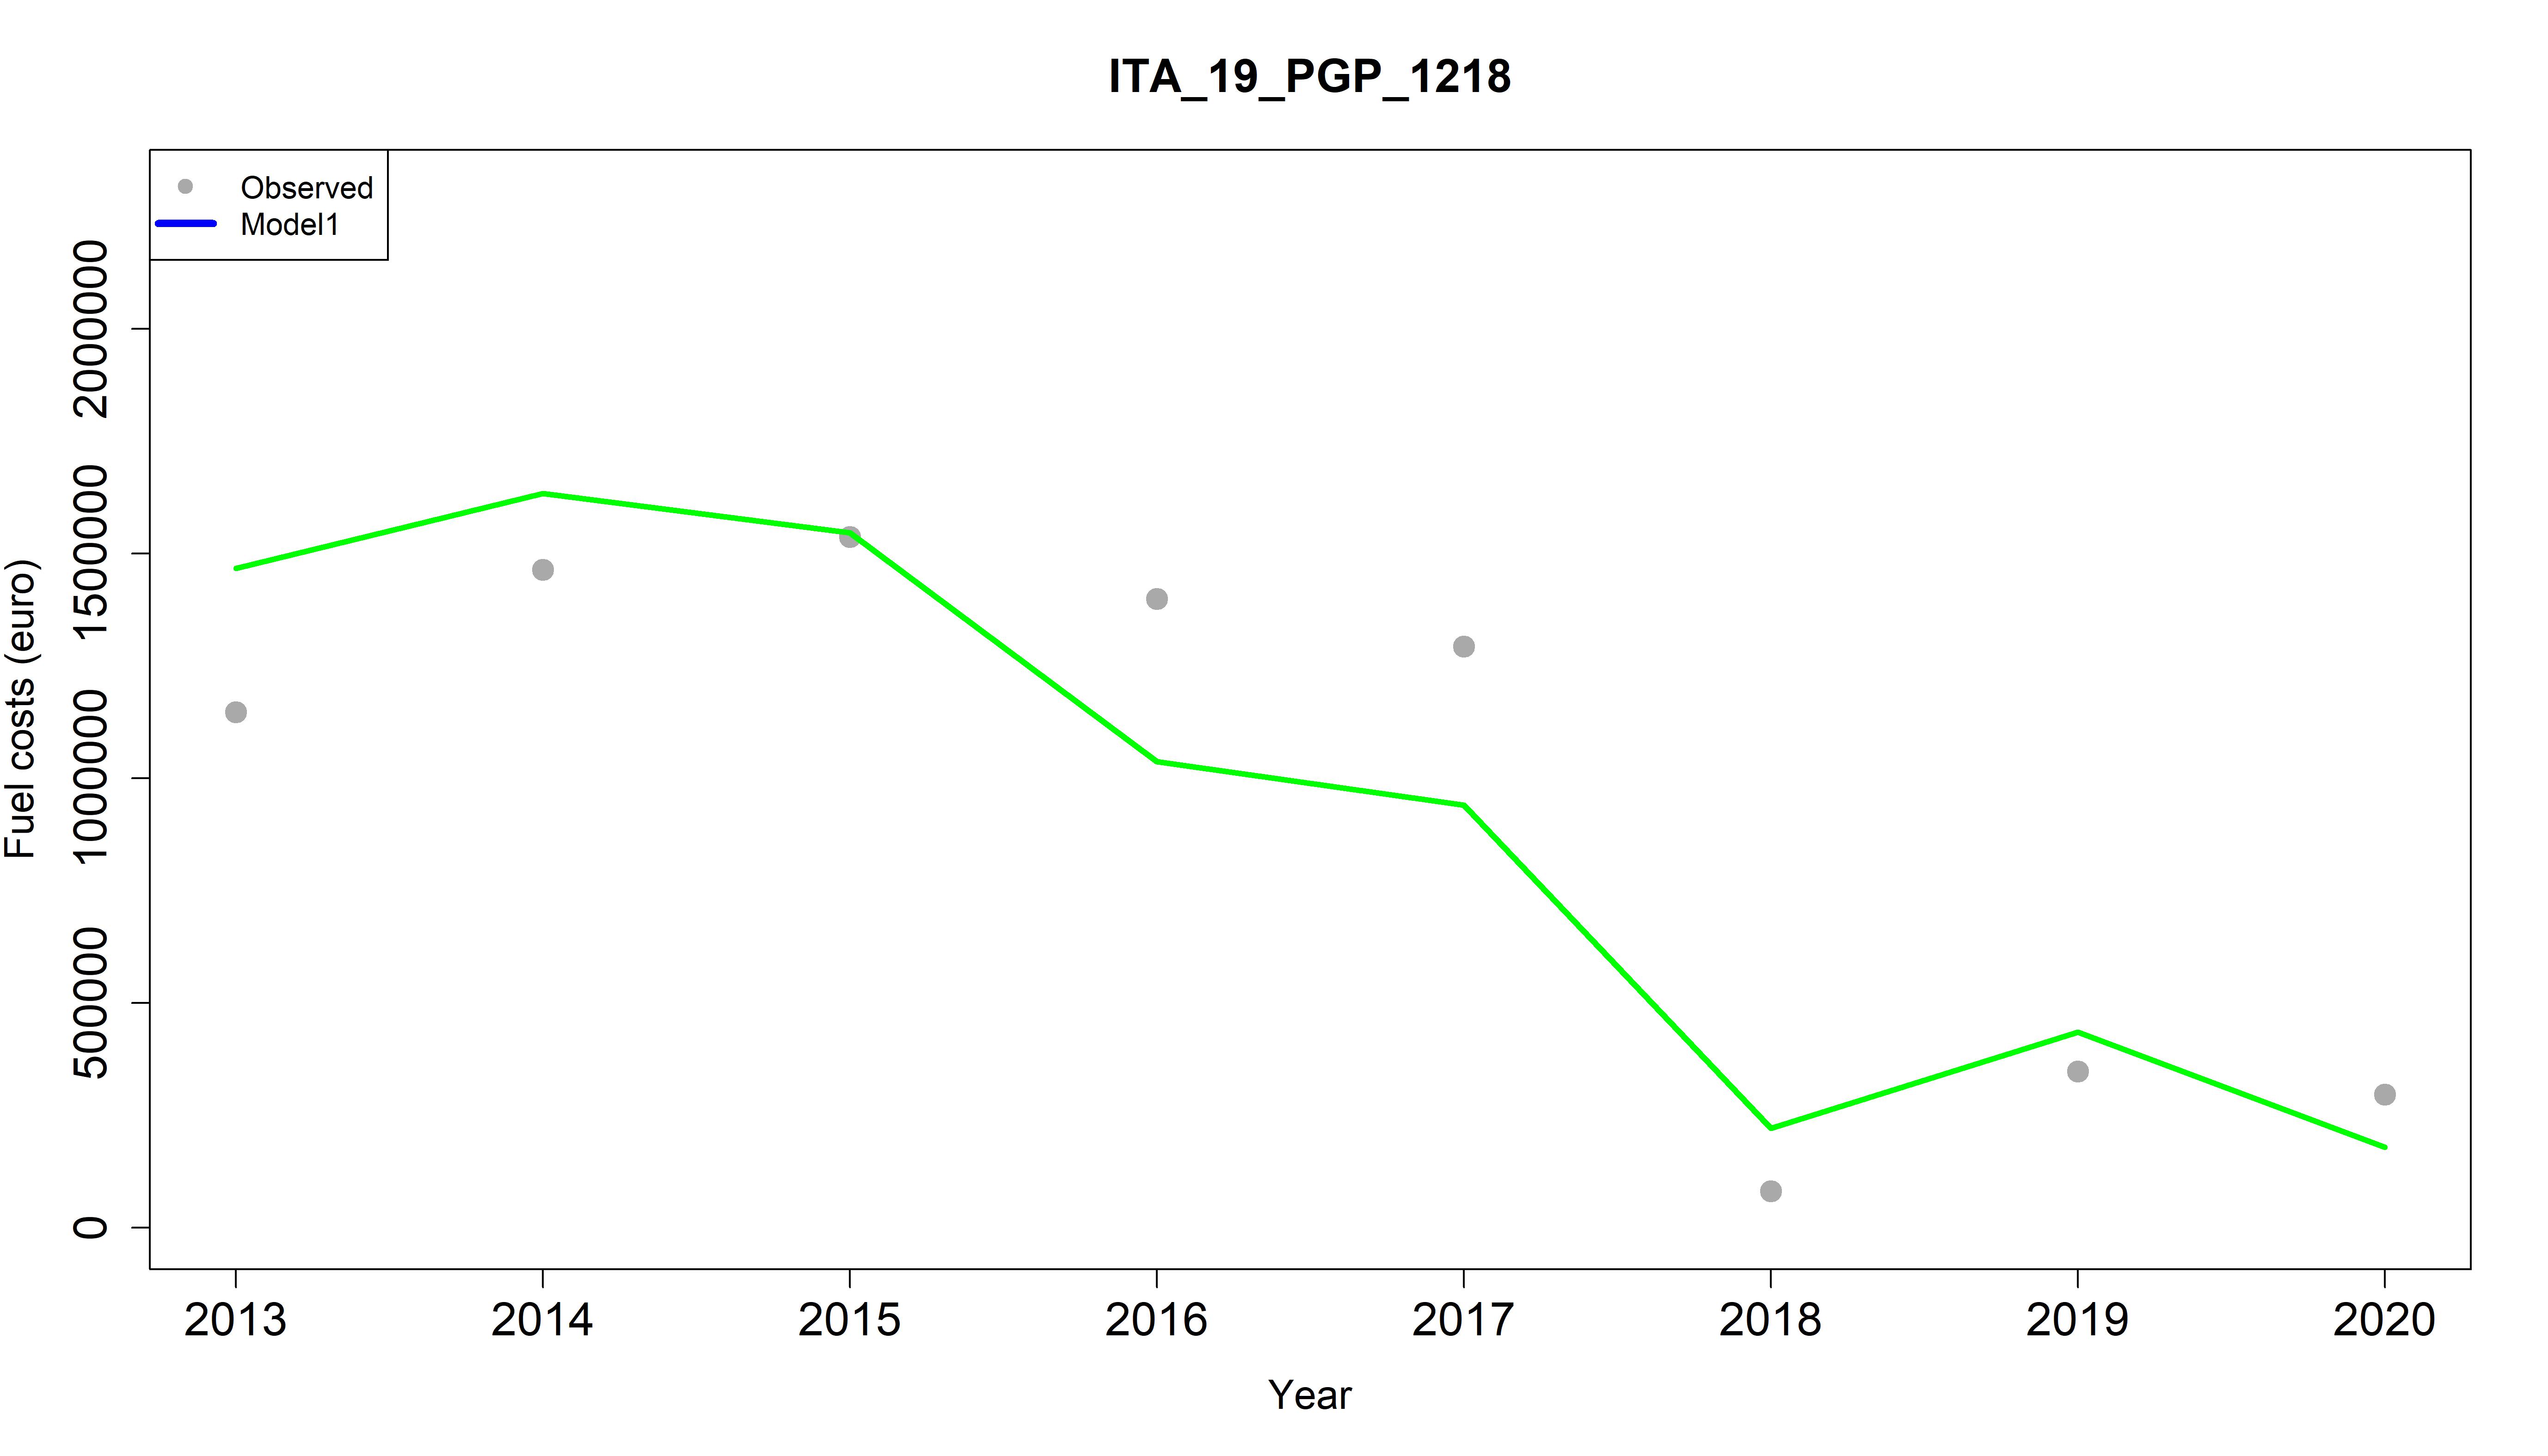 ITA_19_PGP_1218
Observed
Model1
Fuel costs (euro)
2000000
1500000
1000000
500000
0
2013 2014 2015 2016 2017 2018 2019 2020
Year